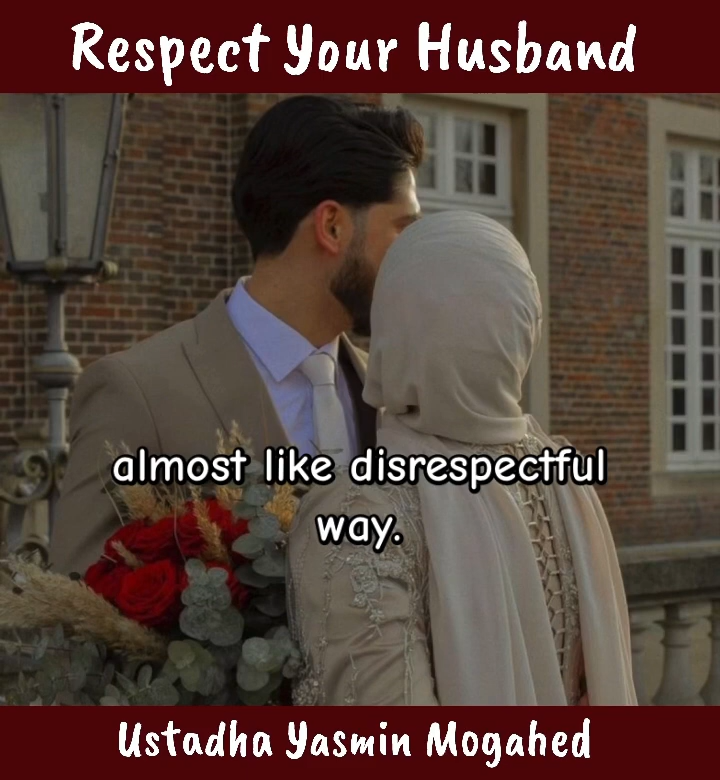 Respect Your Husband
almost like disrespectful
way.
Ustadha Yasmin Mogahed